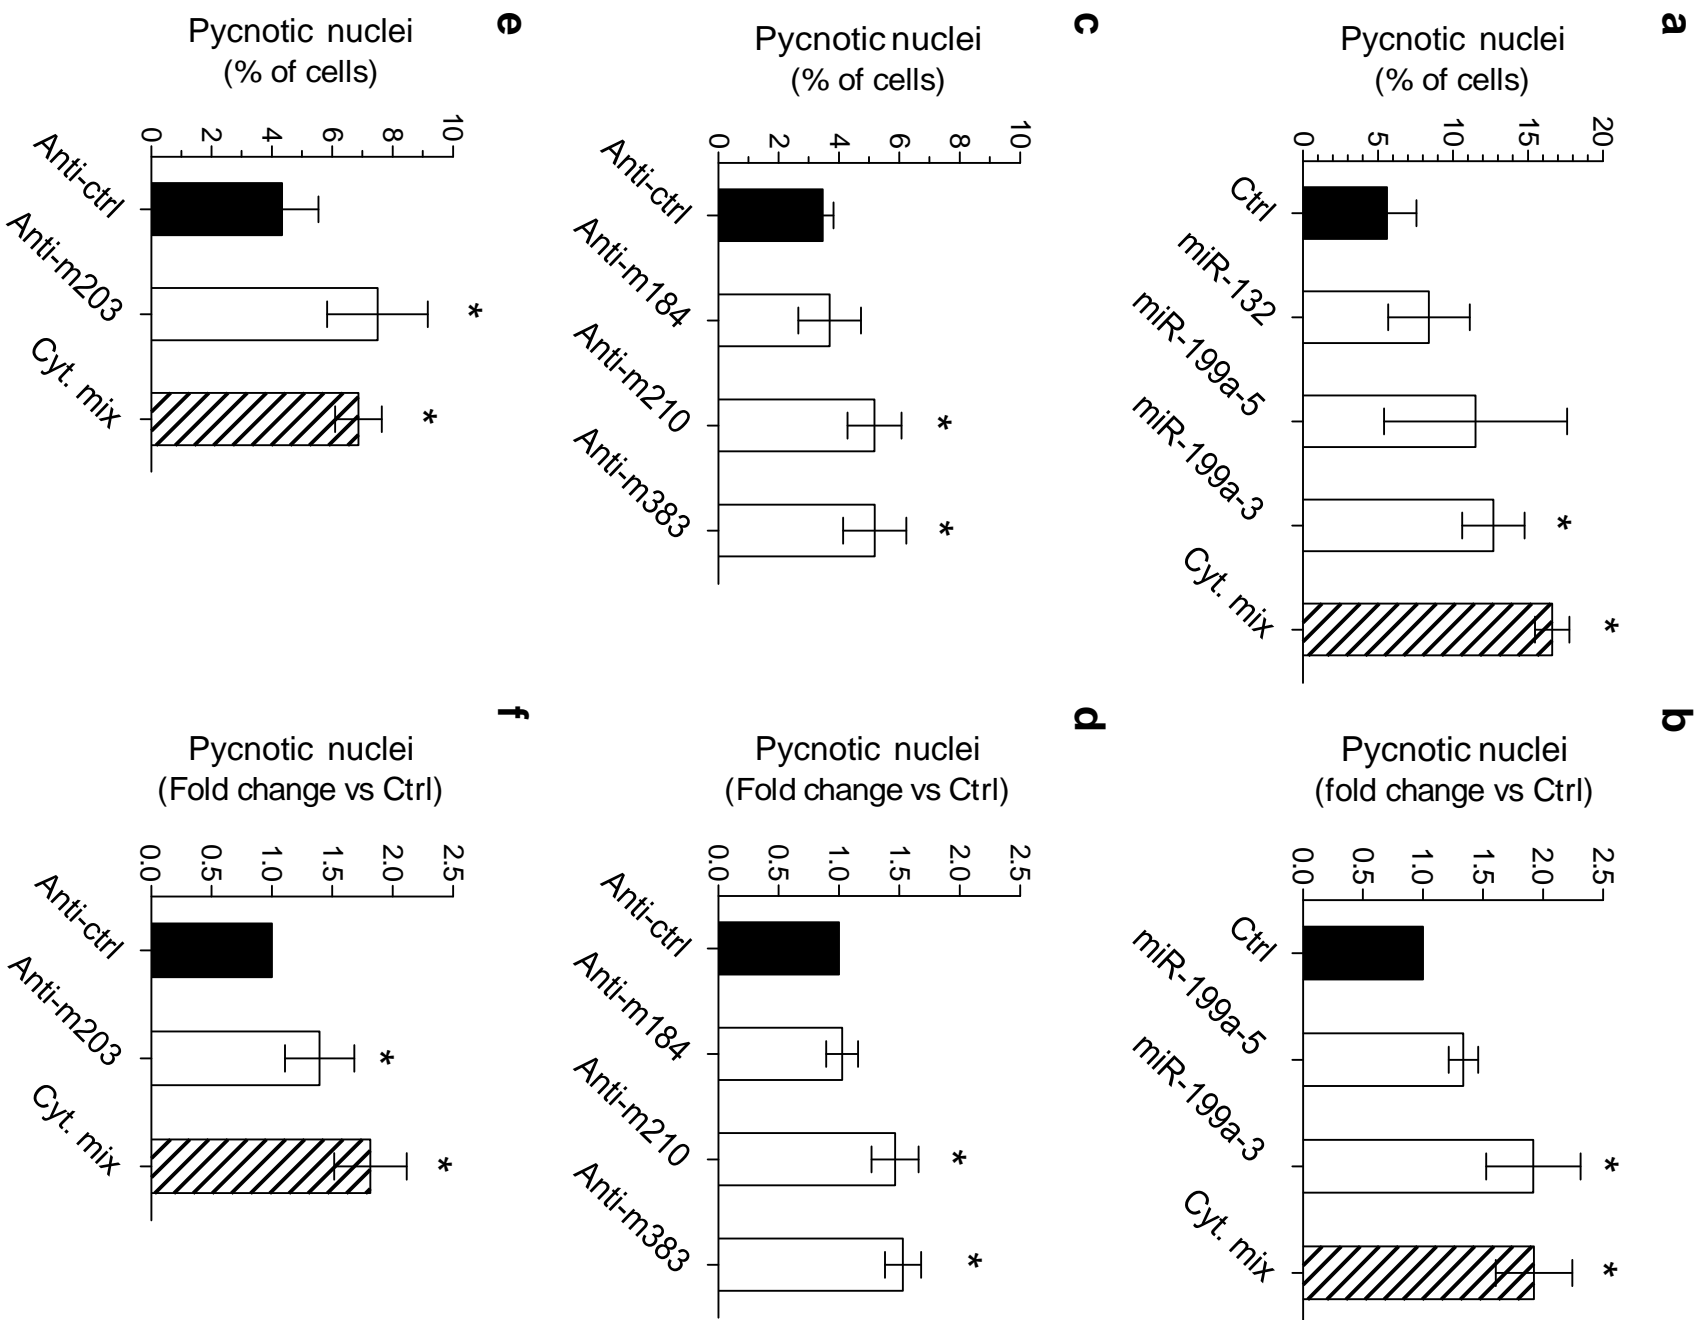 a
Pycnotic nuclei
(% of cells)
20
15
10
5
0
Ctrl
miR-132
miR-199a-5
miR-199a-3
Cyt. mix
*
*
b
Pycnotic nuclei
(fold change vs Ctrl)
2.5
2.0
1.5
1.0
0.5
0.0
Ctrl
miR-199a-5
miR-199a-3
Cyt. mix
*
*
c
Pycnotic nuclei
(% of cells)
10
8
6
4
2
0
Anti-ctrl
Anti-m184
Anti-m210
Anti-m383
*
*
d
Pycnotic nuclei
(Fold change vs Ctrl)
2.5
2.0
1.5
1.0
0.5
0.0
Anti-ctrl
Anti-m184
Anti-m210
Anti-m383
*
*
e
Pycnotic nuclei
(% of cells)
10
8
6
4
2
0
Anti-ctrl
Anti-m203
Cyt. mix
*
*
f
Pycnotic nuclei
(Fold change vs Ctrl)
2.5
2.0
1.5
1.0
0.5
0.0
Anti-ctrl
Anti-m203
Cyt. mix
*
*